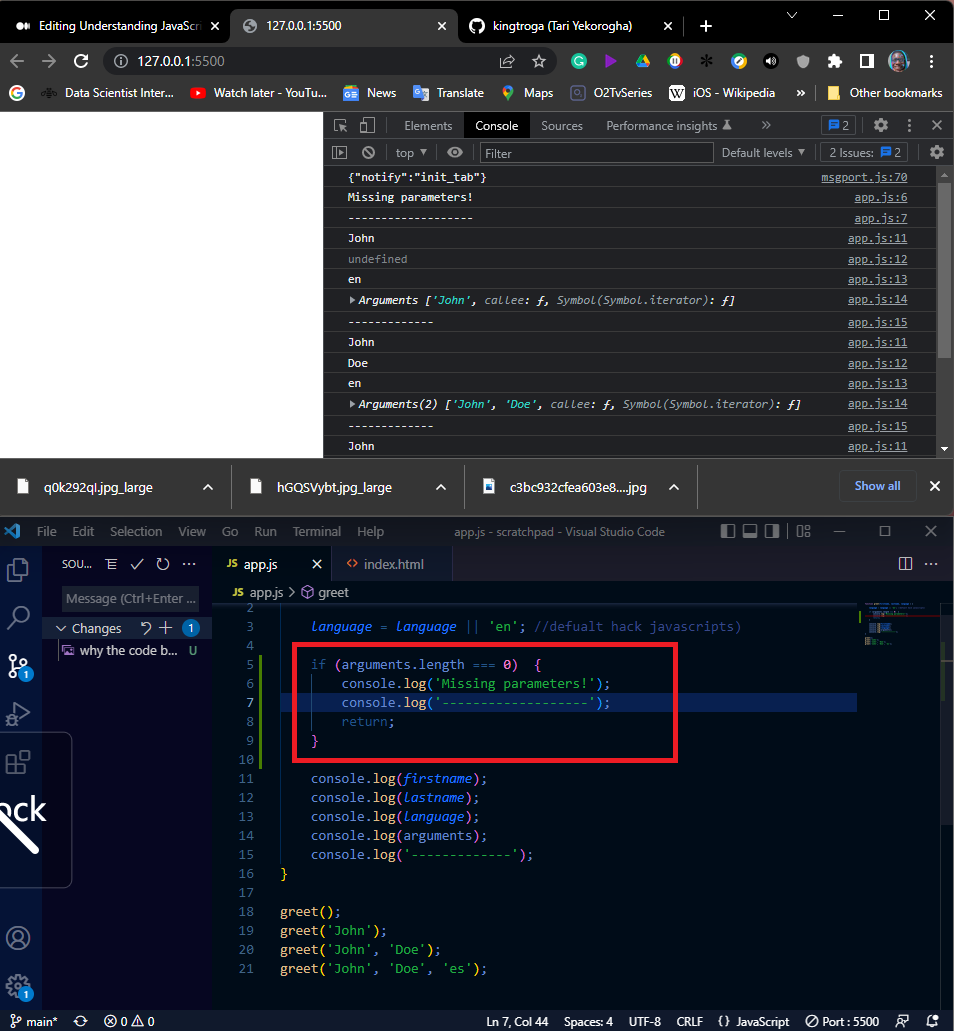 Editing Understanding JavaScri
127.0.0.1:5500
kingtroga (Tari Yekorogha)
127.0.0.1:5500
Data Scientist Inter...
Watch later - YouTu...
News
Translate
Maps
O2TvSeries
iOS - Wikipedia
»
Other bookmarks
Elements
Console
Sources
Performance insights
»
2
top
Filter
Default levels
2 Issues: 2
{"notify":"init_tab"} msgport.js:70
Missing parameters! app.js:6
------------------- app.js:7
John app.js:11
undefined app.js:12
en app.js:13
Arguments ['John', callee: ƒ, Symbol(Symbol.iterator): ƒ] app.js:14
------------- app.js:15
John app.js:11
Doe app.js:12
en app.js:13
Arguments(2) ['John', 'Doe', callee: ƒ, Symbol(Symbol.iterator): ƒ] app.js:14
------------- app.js:15
John app.js:11
q0k292qI.jpg_large
hGQSVybt.jpg_large
c3bc932cfea603e8....jpg
Show all
File Edit Selection View Go Run Terminal Help
app.js - scratchpad - Visual Studio Code
SOU...
JS app.js
<> index.html
Message (Ctrl+Enter ...
JS app.js > greet
Changes 1
why the code b... U
1
ock
1
2
3 language = language || 'en'; //defualt hack javascripts)
4
5 if (arguments.length === 0) {
6 console.log('Missing parameters!');
7 console.log('-------------------');
8 return;
9 }
10
11 console.log(firstname);
12 console.log(lastname);
13 console.log(language);
14 console.log(arguments);
15 console.log('-------------');
16 }
17
18 greet();
19 greet('John');
20 greet('John', 'Doe');
21 greet('John', 'Doe', 'es');
main* 0 0 Ln 7, Col 44 Spaces: 4 UTF-8 CRLF {} JavaScript Port : 5500